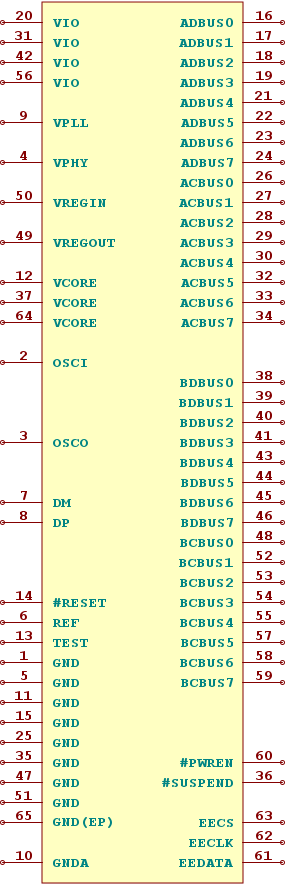 20 VIO ADBUS0 16
31 VIO ADBUS1 17
42 VIO ADBUS2 18
56 VIO ADBUS3 19
ADBUS4 21
9 VPLL ADBUS5 22
ADBUS6 23
4 VPHY ADBUS7 24
ACBUS0 26
50 VREGIN ACBUS1 27
ACBUS2 28
49 VREGOUT ACBUS3 29
ACBUS4 30
12 VCORE ACBUS5 32
37 VCORE ACBUS6 33
64 VCORE ACBUS7 34
2 OSCI
BDBUS0 38
BDBUS1 39
BDBUS2 40
3 OSCO BDBUS3 41
BDBUS4 43
BDBUS5 44
7 DM BDBUS6 45
8 DP BDBUS7 46
BCBUS0 48
BCBUS1 52
BCBUS2 53
14 #RESET BCBUS3 54
6 REF BCBUS4 55
13 TEST BCBUS5 57
1 GND BCBUS6 58
5 GND BCBUS7 59
11 GND
15 GND
25 GND
35 GND #PWREN 60
47 GND #SUSPEND 36
51 GND
65 GND(EP) EECS 63
EECLK 62
10 GNDA EEDATA 61